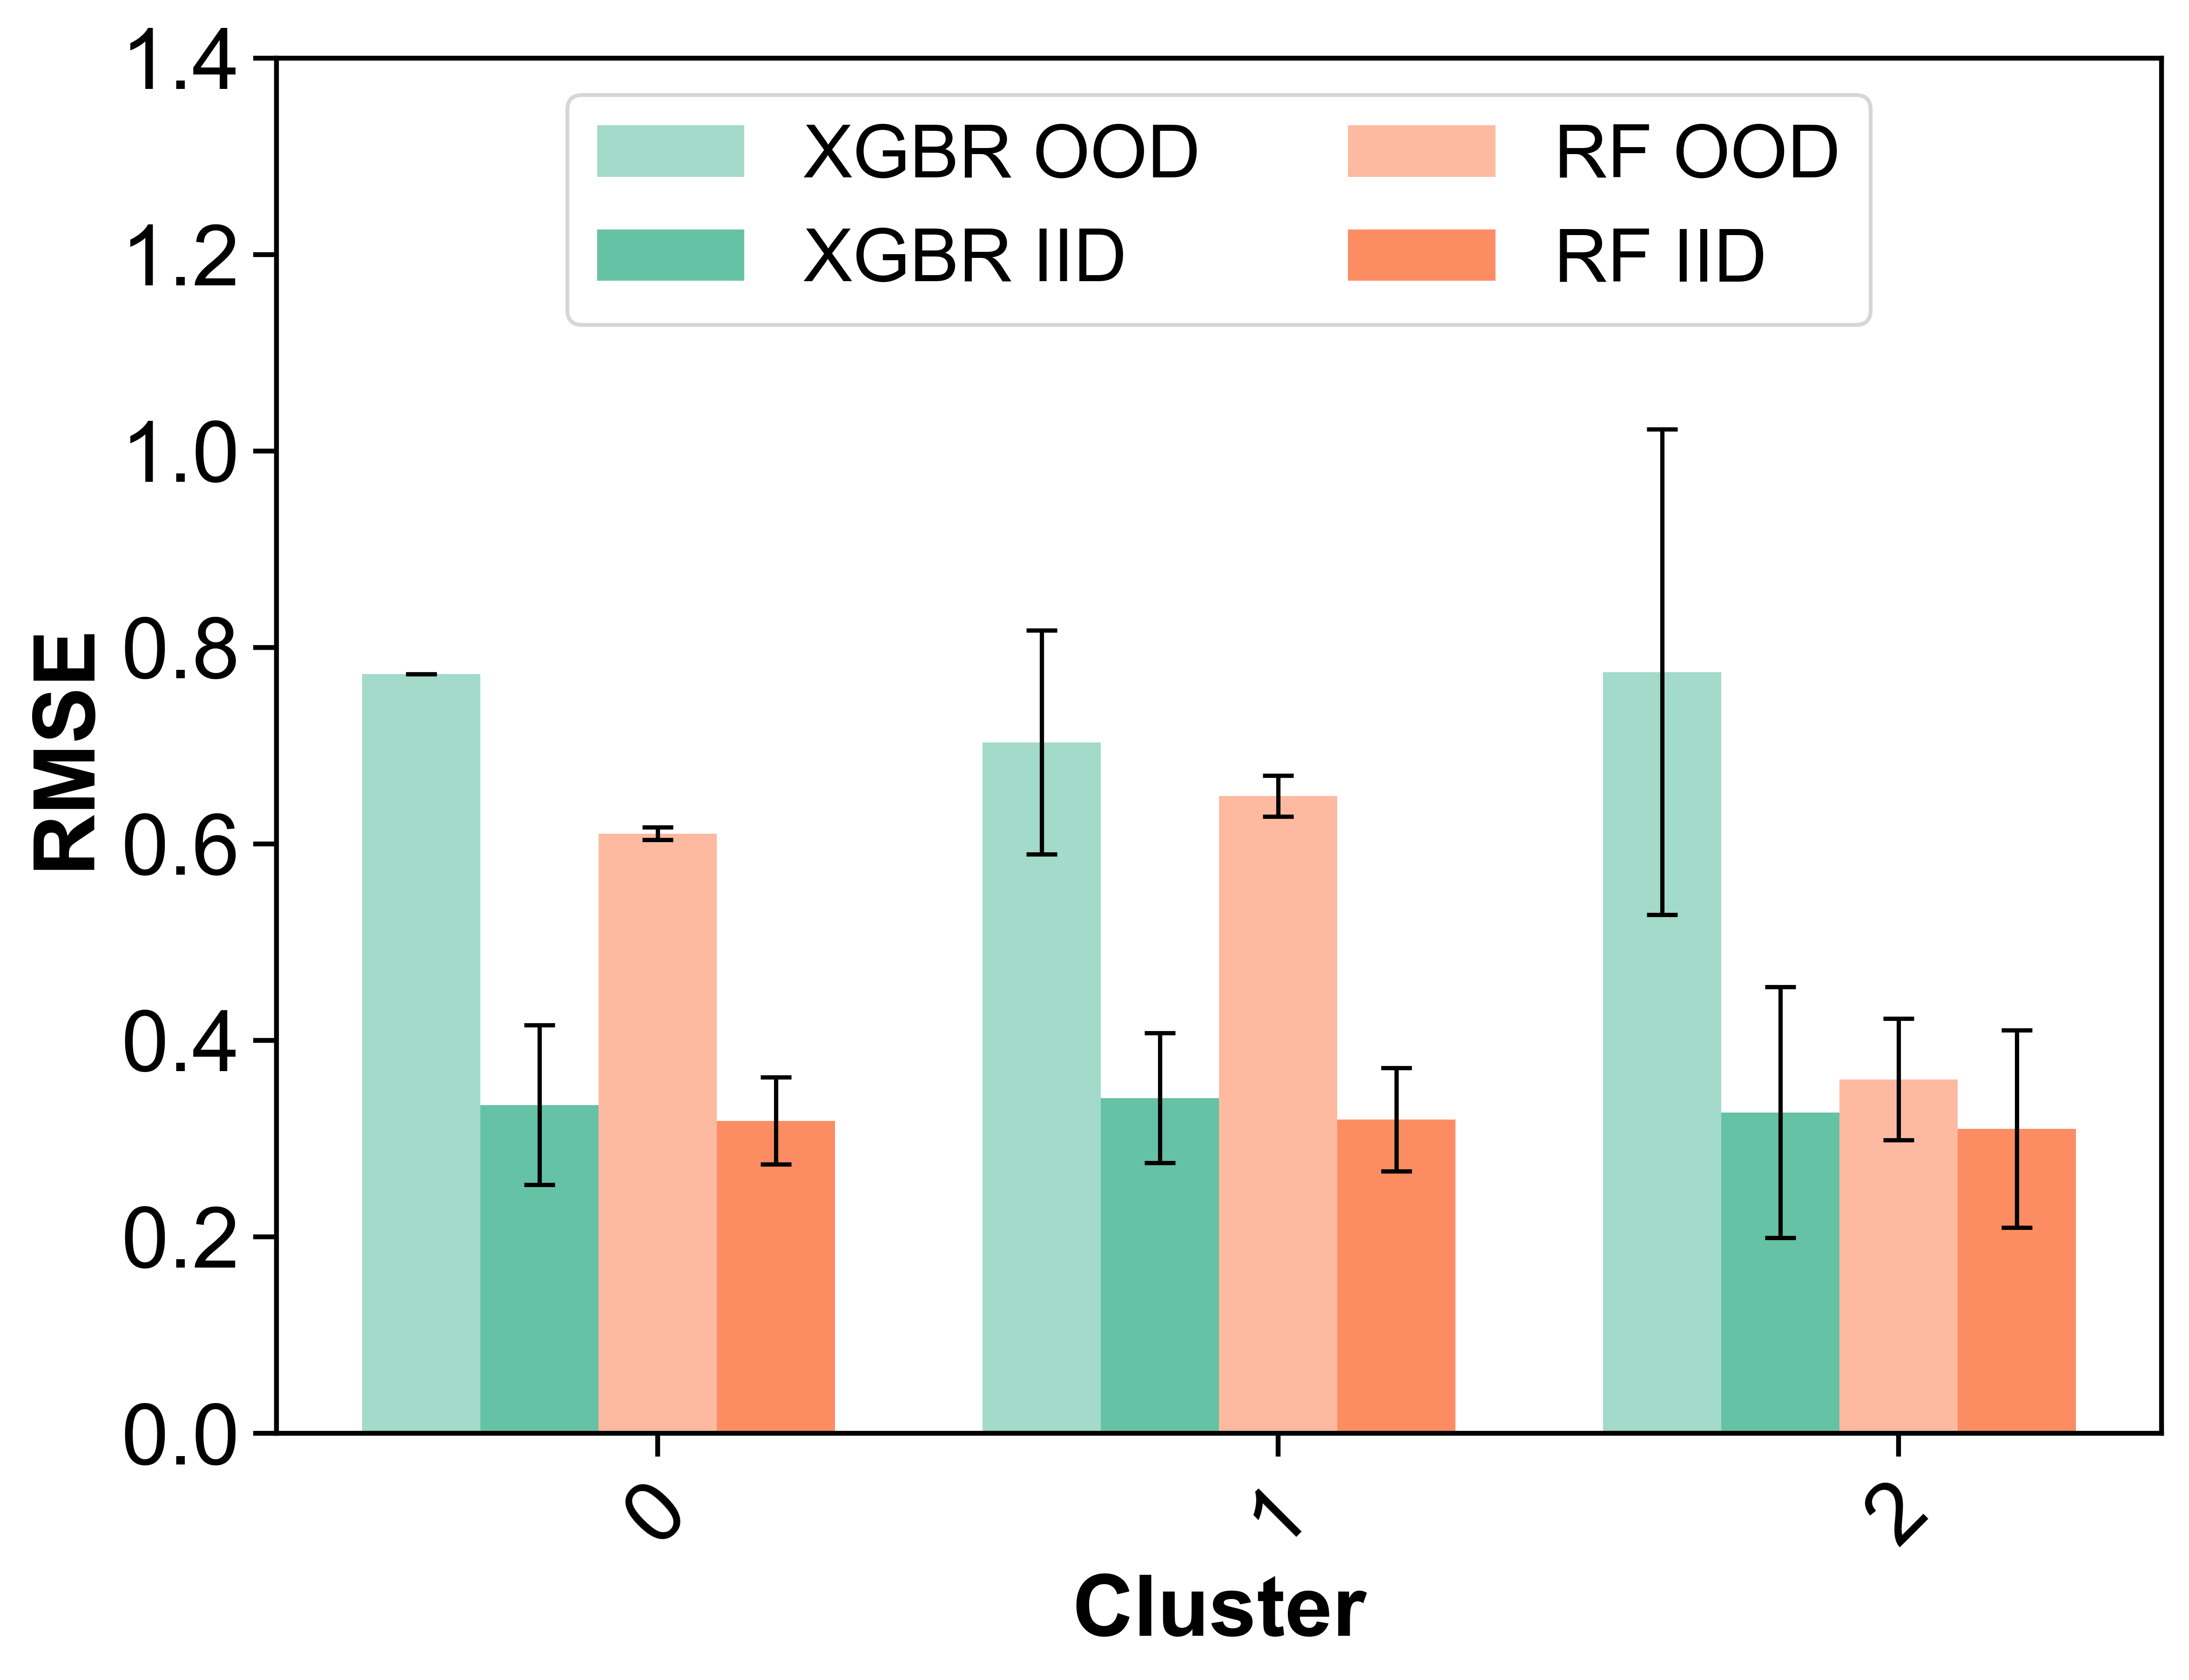 XGBR OOD
XGBR IID
RF OOD
RF IID
RMSE
1.4
1.2
1.0
0.8
0.6
0.4
0.2
0.0
0
1
2
Cluster